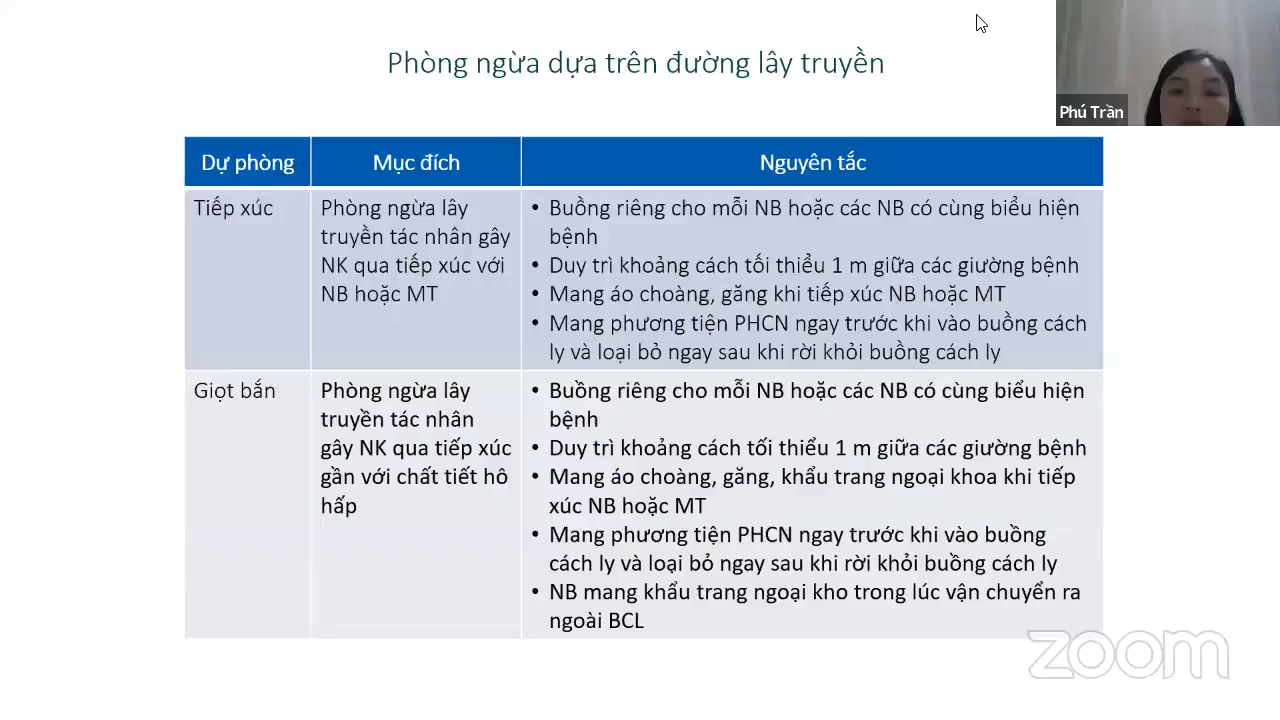 Phòng ngừa dựa trên đường lây truyền
Phú Trần
Dự phòng
Mục đích
Nguyên tắc
Tiếp xúc
Phòng ngừa lây
truyền tác nhân gây
NK qua tiếp xúc với
NB hoặc MT
• Buồng riêng cho mỗi NB hoặc các NB có cùng biểu hiện
bệnh
• Duy trì khoảng cách tối thiểu 1 m giữa các giường bệnh
• Mang áo choàng, găng khi tiếp xúc NB hoặc MT
• Mang phương tiện PHCN ngay trước khi vào buồng cách
ly và loại bỏ ngay sau khi rời khỏi buồng cách ly
Giọt bắn
Phòng ngừa lây
truyền tác nhân
gây NK qua tiếp xúc
gần với chất tiết hô
hấp
• Buồng riêng cho mỗi NB hoặc các NB có cùng biểu hiện
bệnh
• Duy trì khoảng cách tối thiểu 1 m giữa các giường bệnh
• Mang áo choàng, găng, khẩu trang ngoại khoa khi tiếp
xúc NB hoặc MT
• Mang phương tiện PHCN ngay trước khi vào buồng
cách ly và loại bỏ ngay sau khi rời khỏi buồng cách ly
• NB mang khẩu trang ngoại kho trong lúc vận chuyển ra
ngoài BCL
zoom